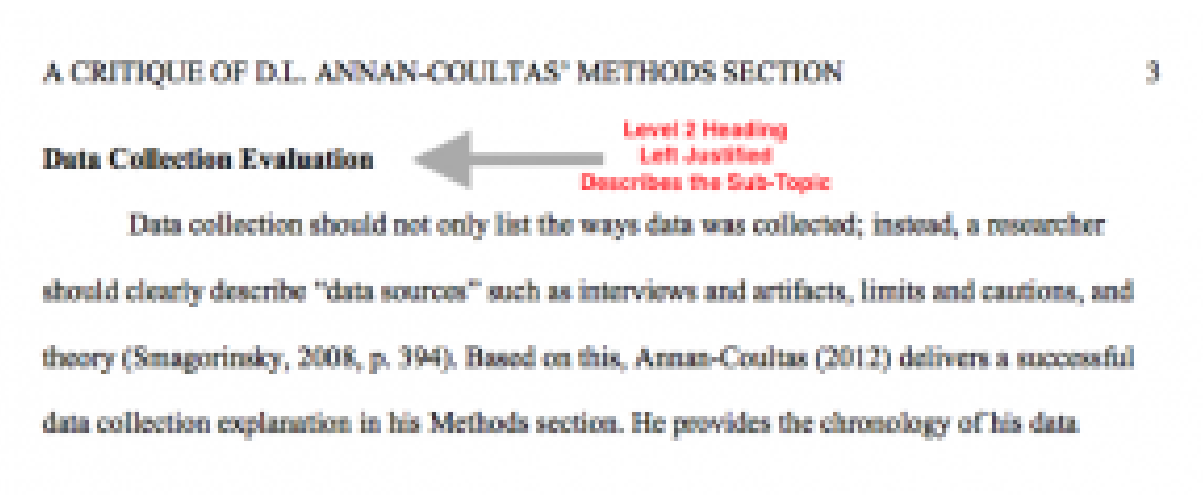 A CRITIQUE OF D.L. ANNAN-COULTAS' METHODS SECTION 3
Level 2 Heading
Left Justified
Describes the Sub-Topic
Data Collection Evaluation
Data collection should not only list the ways data was collected; instead, a researcher
should clearly describe "data sources" such as interviews and artifacts, limits and cautions, and
theory (Smagorinsky, 2008, p. 394). Based on this, Annan-Coultas (2012) delivers a successful
data collection explanation in his Methods section. He provides the chronology of his data